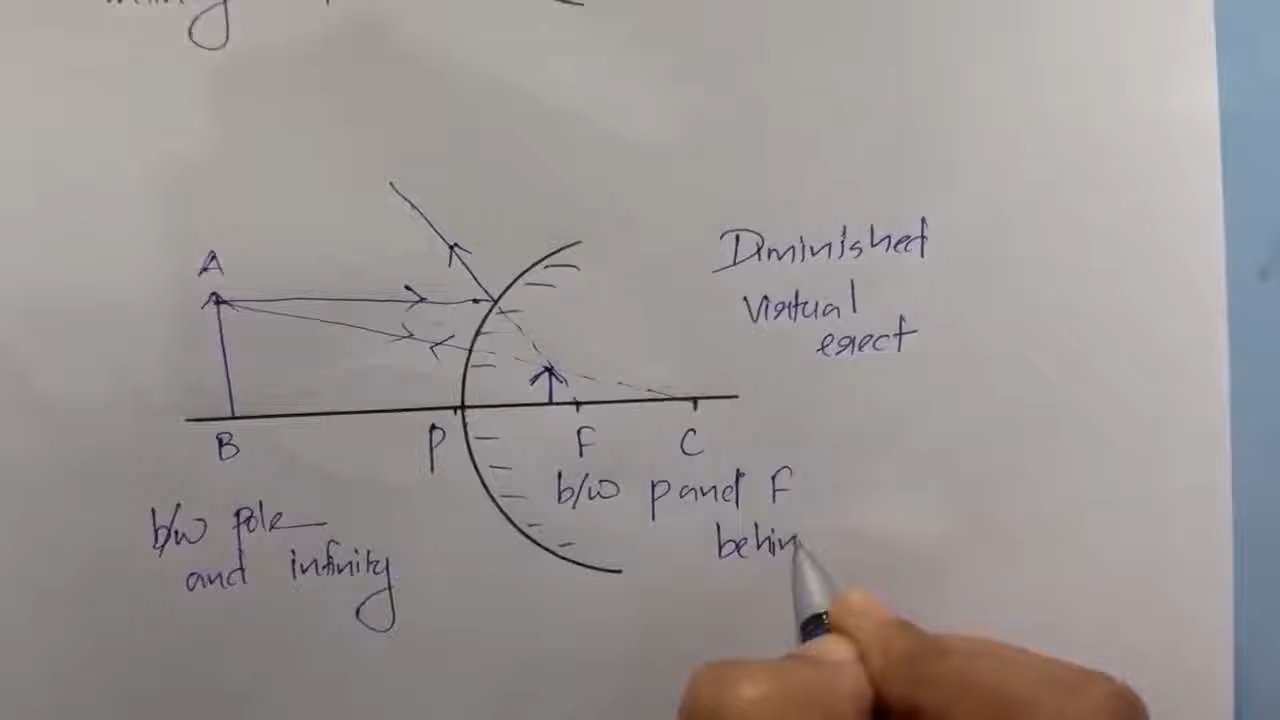 A
Diminished
virtual
erect
B
P
F
C
b/w pole
and infinity
b/w p and F
behin